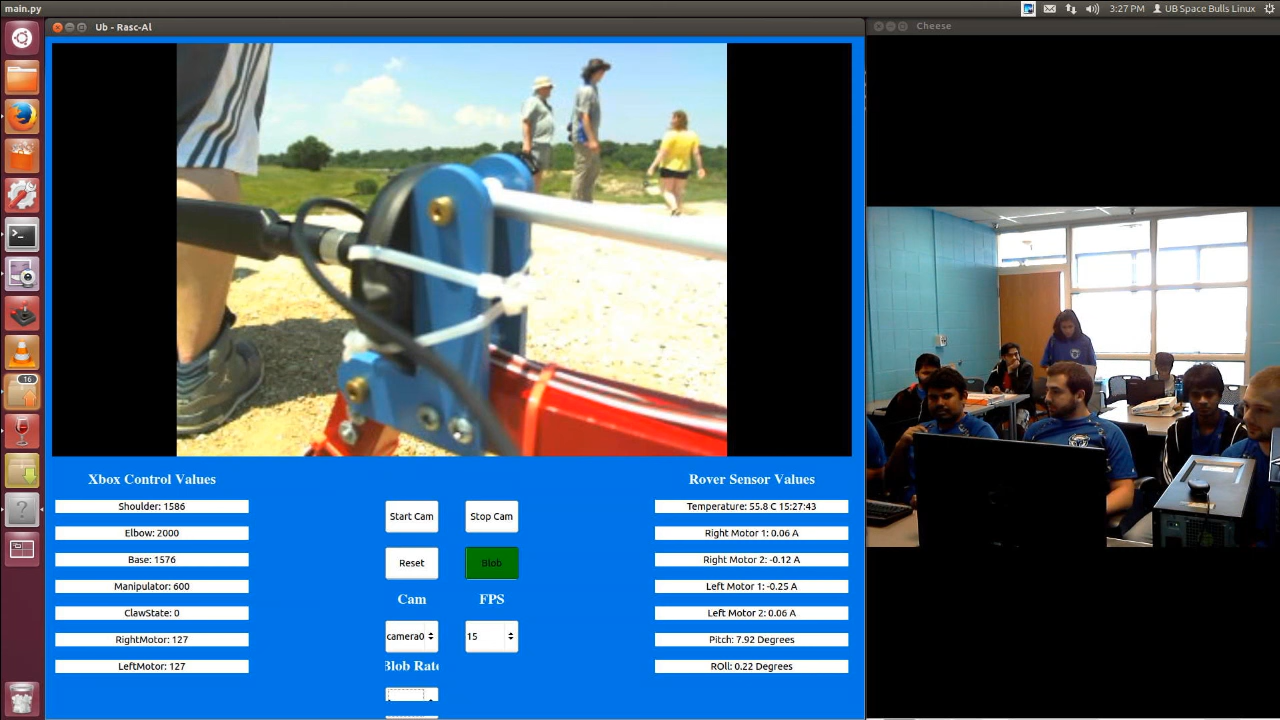 main.py
3:27 PM
UB Space Bulls Linux
Ub - Rasc-Al
Cheese
16
Xbox Control Values
Shoulder: 1586
Elbow: 2000
Base: 1576
Manipulator: 600
ClawState: 0
RightMotor: 127
LeftMotor: 127
Start Cam
Stop Cam
Reset
Blob
Cam
FPS
camera0
15
Blob Rate
Rover Sensor Values
Temperature: 55.8 C 15:27:43
Right Motor 1: 0.06 A
Right Motor 2: -0.12 A
Left Motor 1: -0.25 A
Left Motor 2: 0.06 A
Pitch: 7.92 Degrees
ROll: 0.22 Degrees